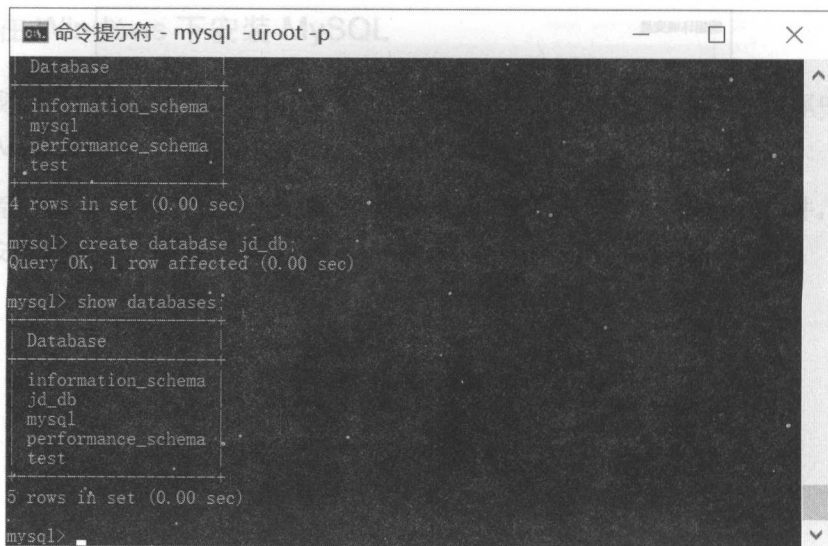 命令提示符 - mysql -uroot -p
Database
information_schema
mysql
performance_schema
test
4 rows in set (0.00 sec)
mysql> create database jd_db;
Query OK, 1 row affected (0.00 sec)
mysql> show databases;
Database
information_schema
jd_db
mysql
performance_schema
test
5 rows in set (0.00 sec)
mysql>